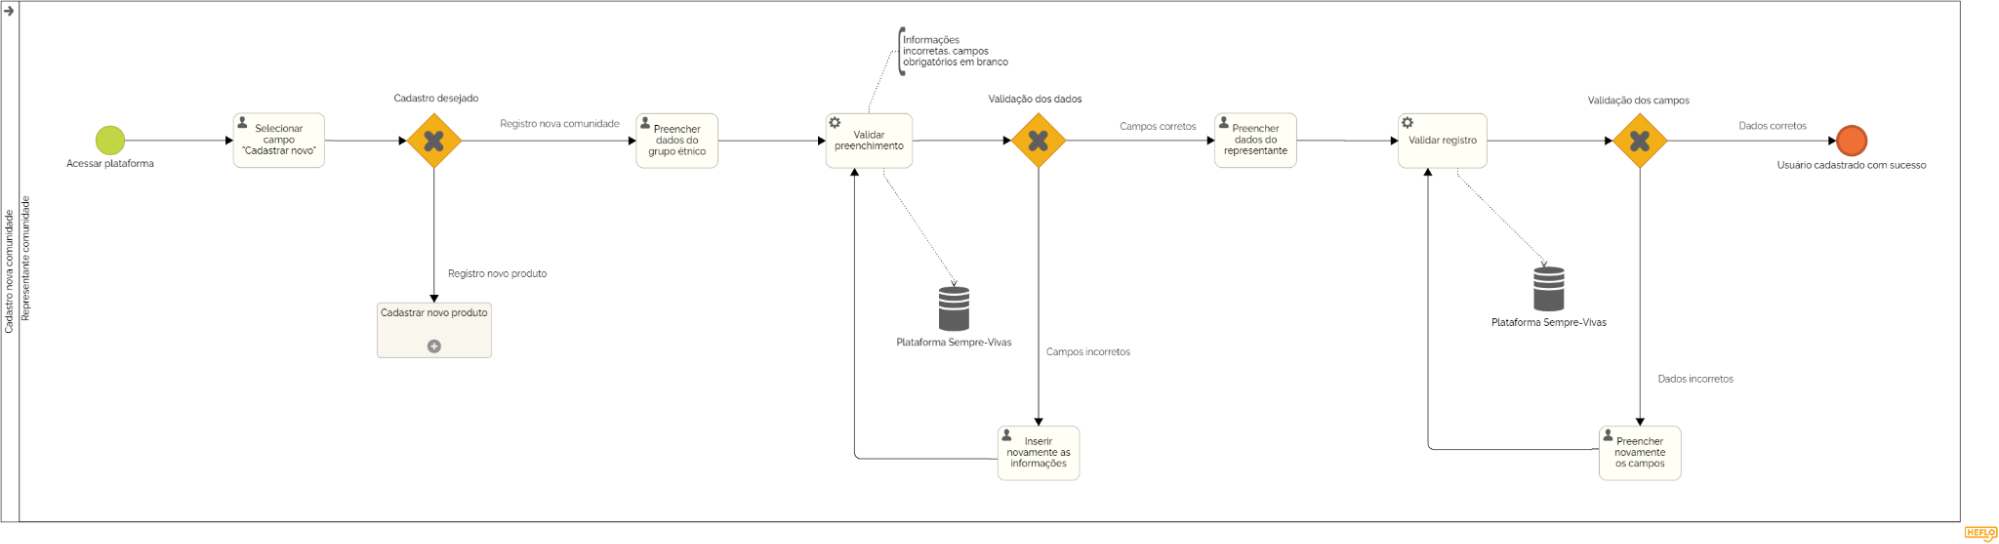 Cadastro nova comunidade
Representante comunidade
Acessar plataforma
Selecionar
campo
"Cadastrar novo"
Cadastro desejado
Registro nova comunidade
Registro novo produto
Cadastrar novo produto
Preencher
dados do
grupo étnico
Informações
incorretas, campos
obrigatórios em branco
Validar
preenchimento
Plataforma Sempre-Vivas
Validação dos dados
Campos corretos
Campos incorretos
Inserir
novamente as
informações
Preencher
dados do
representante
Validar registro
Plataforma Sempre-Vivas
Validação dos campos
Dados corretos
Dados incorretos
Preencher
novamente
os campos
Usuário cadastrado com sucesso
HEFLO